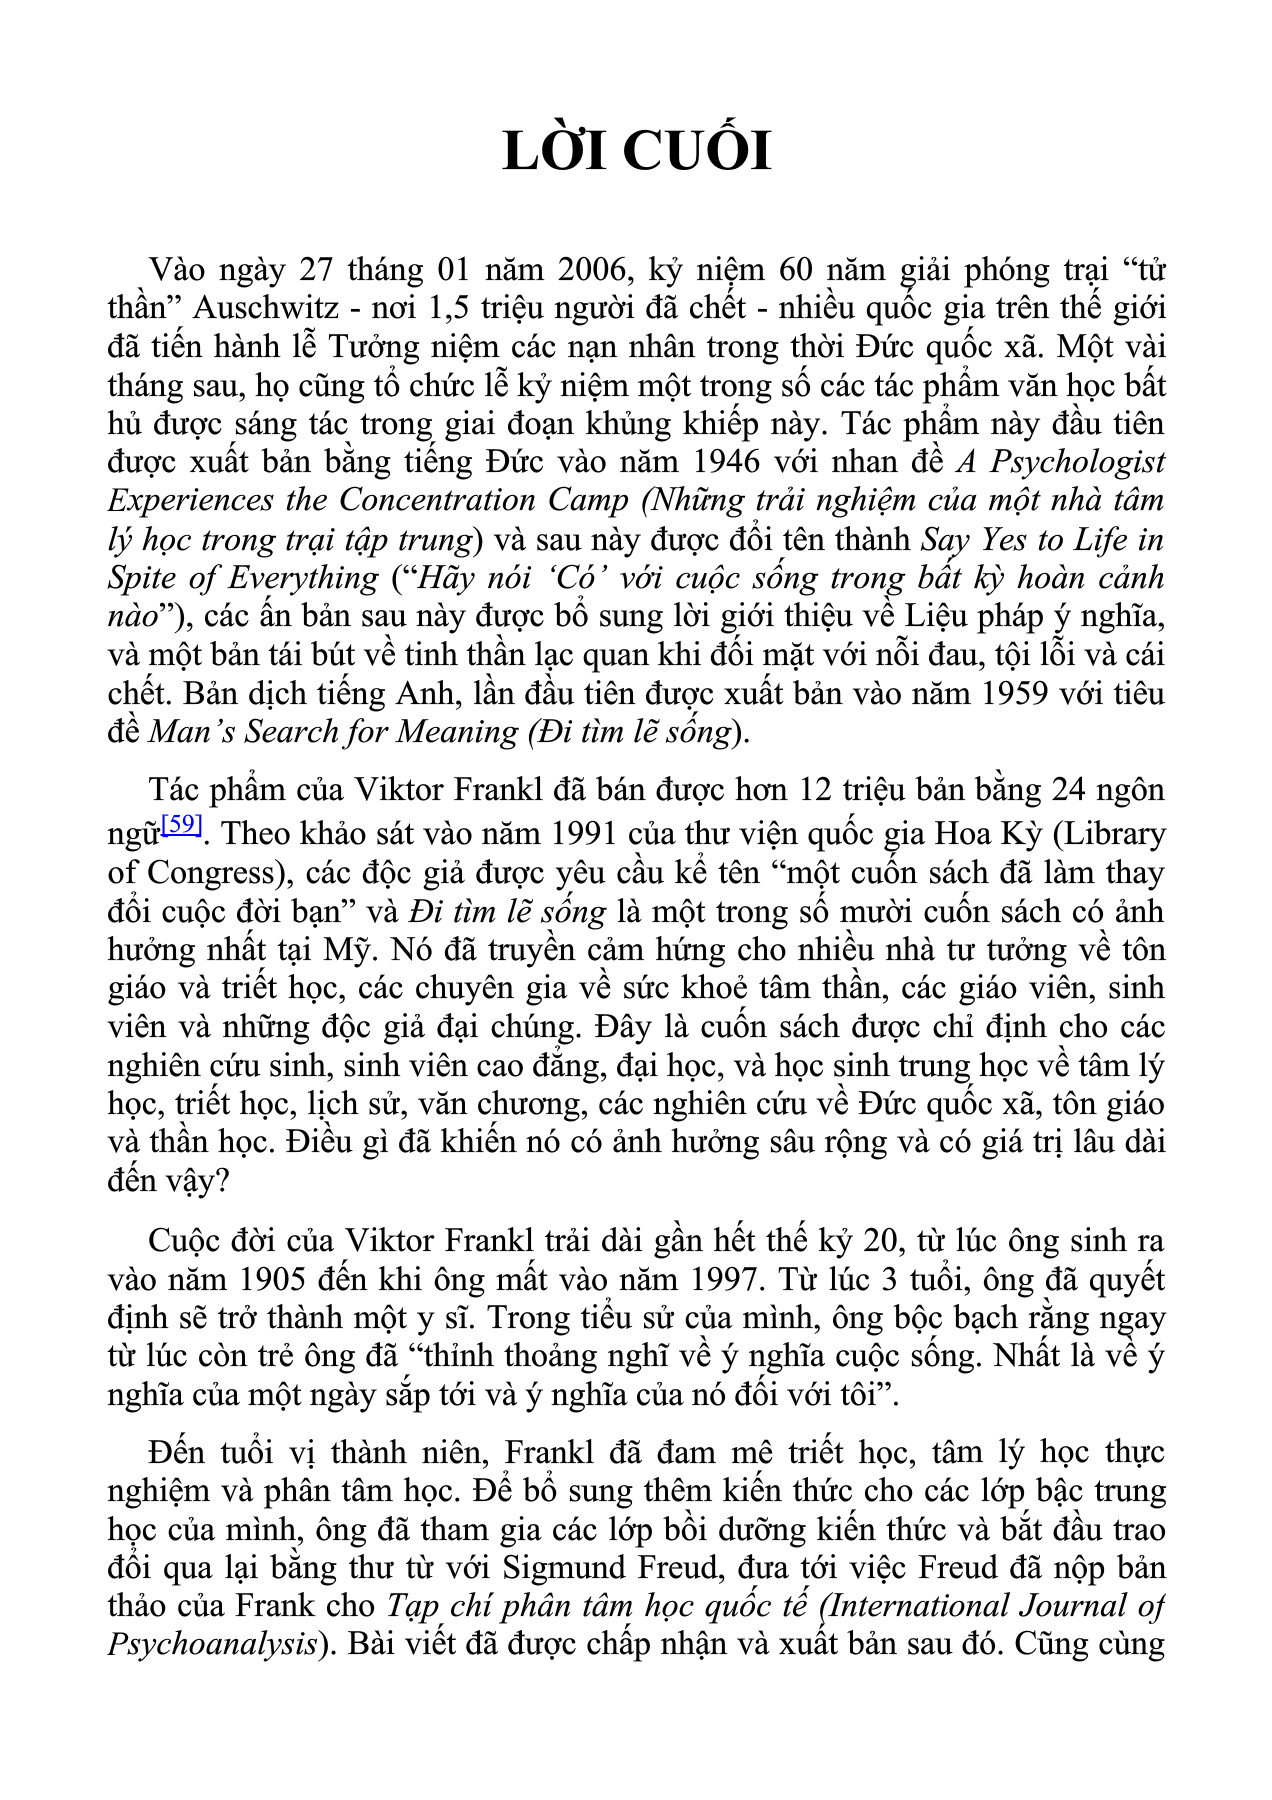 LỜI CUỐI
Vào ngày 27 tháng 01 năm 2006, kỷ niệm 60 năm giải phóng trại “tử
thần” Auschwitz - nơi 1,5 triệu người đã chết - nhiều quốc gia trên thế giới
đã tiến hành lễ Tưởng niệm các nạn nhân trong thời Đức quốc xã. Một vài
tháng sau, họ cũng tổ chức lễ kỷ niệm một trong số các tác phẩm văn học bất
hủ được sáng tác trong giai đoạn khủng khiếp này. Tác phẩm này đầu tiên
được xuất bản bằng tiếng Đức vào năm 1946 với nhan đề A Psychologist
Experiences the Concentration Camp (Những trải nghiệm của một nhà tâm
lý học trong trại tập trung) và sau này được đổi tên thành Say Yes to Life in
Spite of Everything (“Hãy nói ‘Có’ với cuộc sống trong bất kỳ hoàn cảnh
nào”), các ấn bản sau này được bổ sung lời giới thiệu về Liệu pháp ý nghĩa,
và một bản tái bút về tinh thần lạc quan khi đối mặt với nỗi đau, tội lỗi và cái
chết. Bản dịch tiếng Anh, lần đầu tiên được xuất bản vào năm 1959 với tiêu
đề Man’s Search for Meaning (Đi tìm lẽ sống).
Tác phẩm của Viktor Frankl đã bán được hơn 12 triệu bản bằng 24 ngôn
ngữ[59]. Theo khảo sát vào năm 1991 của thư viện quốc gia Hoa Kỳ (Library
of Congress), các độc giả được yêu cầu kể tên “một cuốn sách đã làm thay
đổi cuộc đời bạn” và Đi tìm lẽ sống là một trong số mười cuốn sách có ảnh
hưởng nhất tại Mỹ. Nó đã truyền cảm hứng cho nhiều nhà tư tưởng về tôn
giáo và triết học, các chuyên gia về sức khoẻ tâm thần, các giáo viên, sinh
viên và những độc giả đại chúng. Đây là cuốn sách được chỉ định cho các
nghiên cứu sinh, sinh viên cao đẳng, đại học, và học sinh trung học về tâm lý
học, triết học, lịch sử, văn chương, các nghiên cứu về Đức quốc xã, tôn giáo
và thần học. Điều gì đã khiến nó có ảnh hưởng sâu rộng và có giá trị lâu dài
đến vậy?
Cuộc đời của Viktor Frankl trải dài gần hết thế kỷ 20, từ lúc ông sinh ra
vào năm 1905 đến khi ông mất vào năm 1997. Từ lúc 3 tuổi, ông đã quyết
định sẽ trở thành một y sĩ. Trong tiểu sử của mình, ông bộc bạch rằng ngay
từ lúc còn trẻ ông đã “thỉnh thoảng nghĩ về ý nghĩa cuộc sống. Nhất là về ý
nghĩa của một ngày sắp tới và ý nghĩa của nó đối với tôi”.
Đến tuổi vị thành niên, Frankl đã đam mê triết học, tâm lý học thực
nghiệm và phân tâm học. Để bổ sung thêm kiến thức cho các lớp bậc trung
học của mình, ông đã tham gia các lớp bồi dưỡng kiến thức và bắt đầu trao
đổi qua lại bằng thư từ với Sigmund Freud, đưa tới việc Freud đã nộp bản
thảo của Frank cho Tạp chí phân tâm học quốc tế (International Journal of
Psychoanalysis). Bài viết đã được chấp nhận và xuất bản sau đó. Cũng cùng